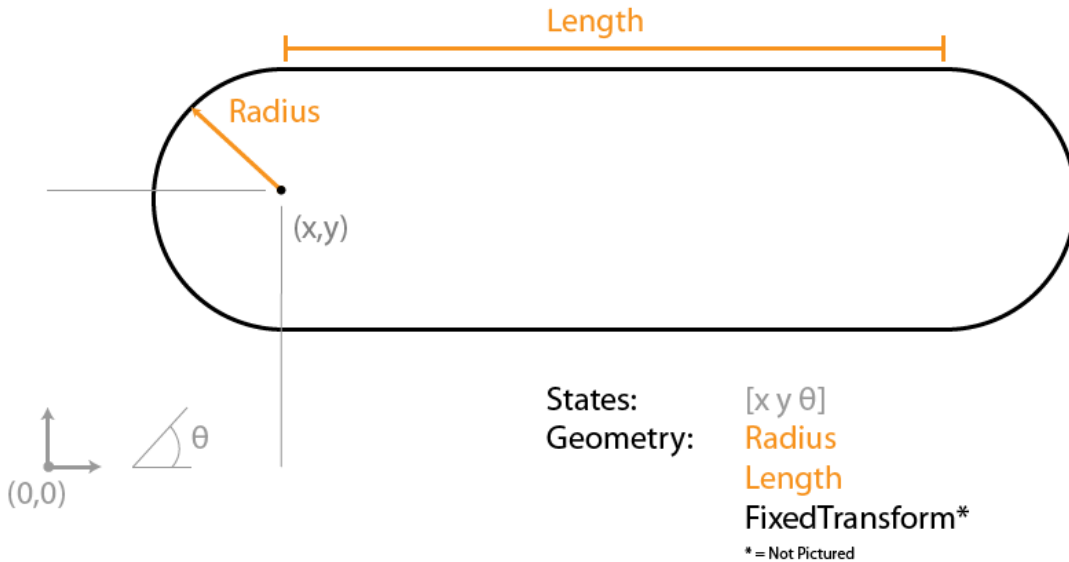 Length
Radius
(x,y)
θ
(0,0)
States: [x y θ]
Geometry: Radius
Length
FixedTransform*
* = Not Pictured